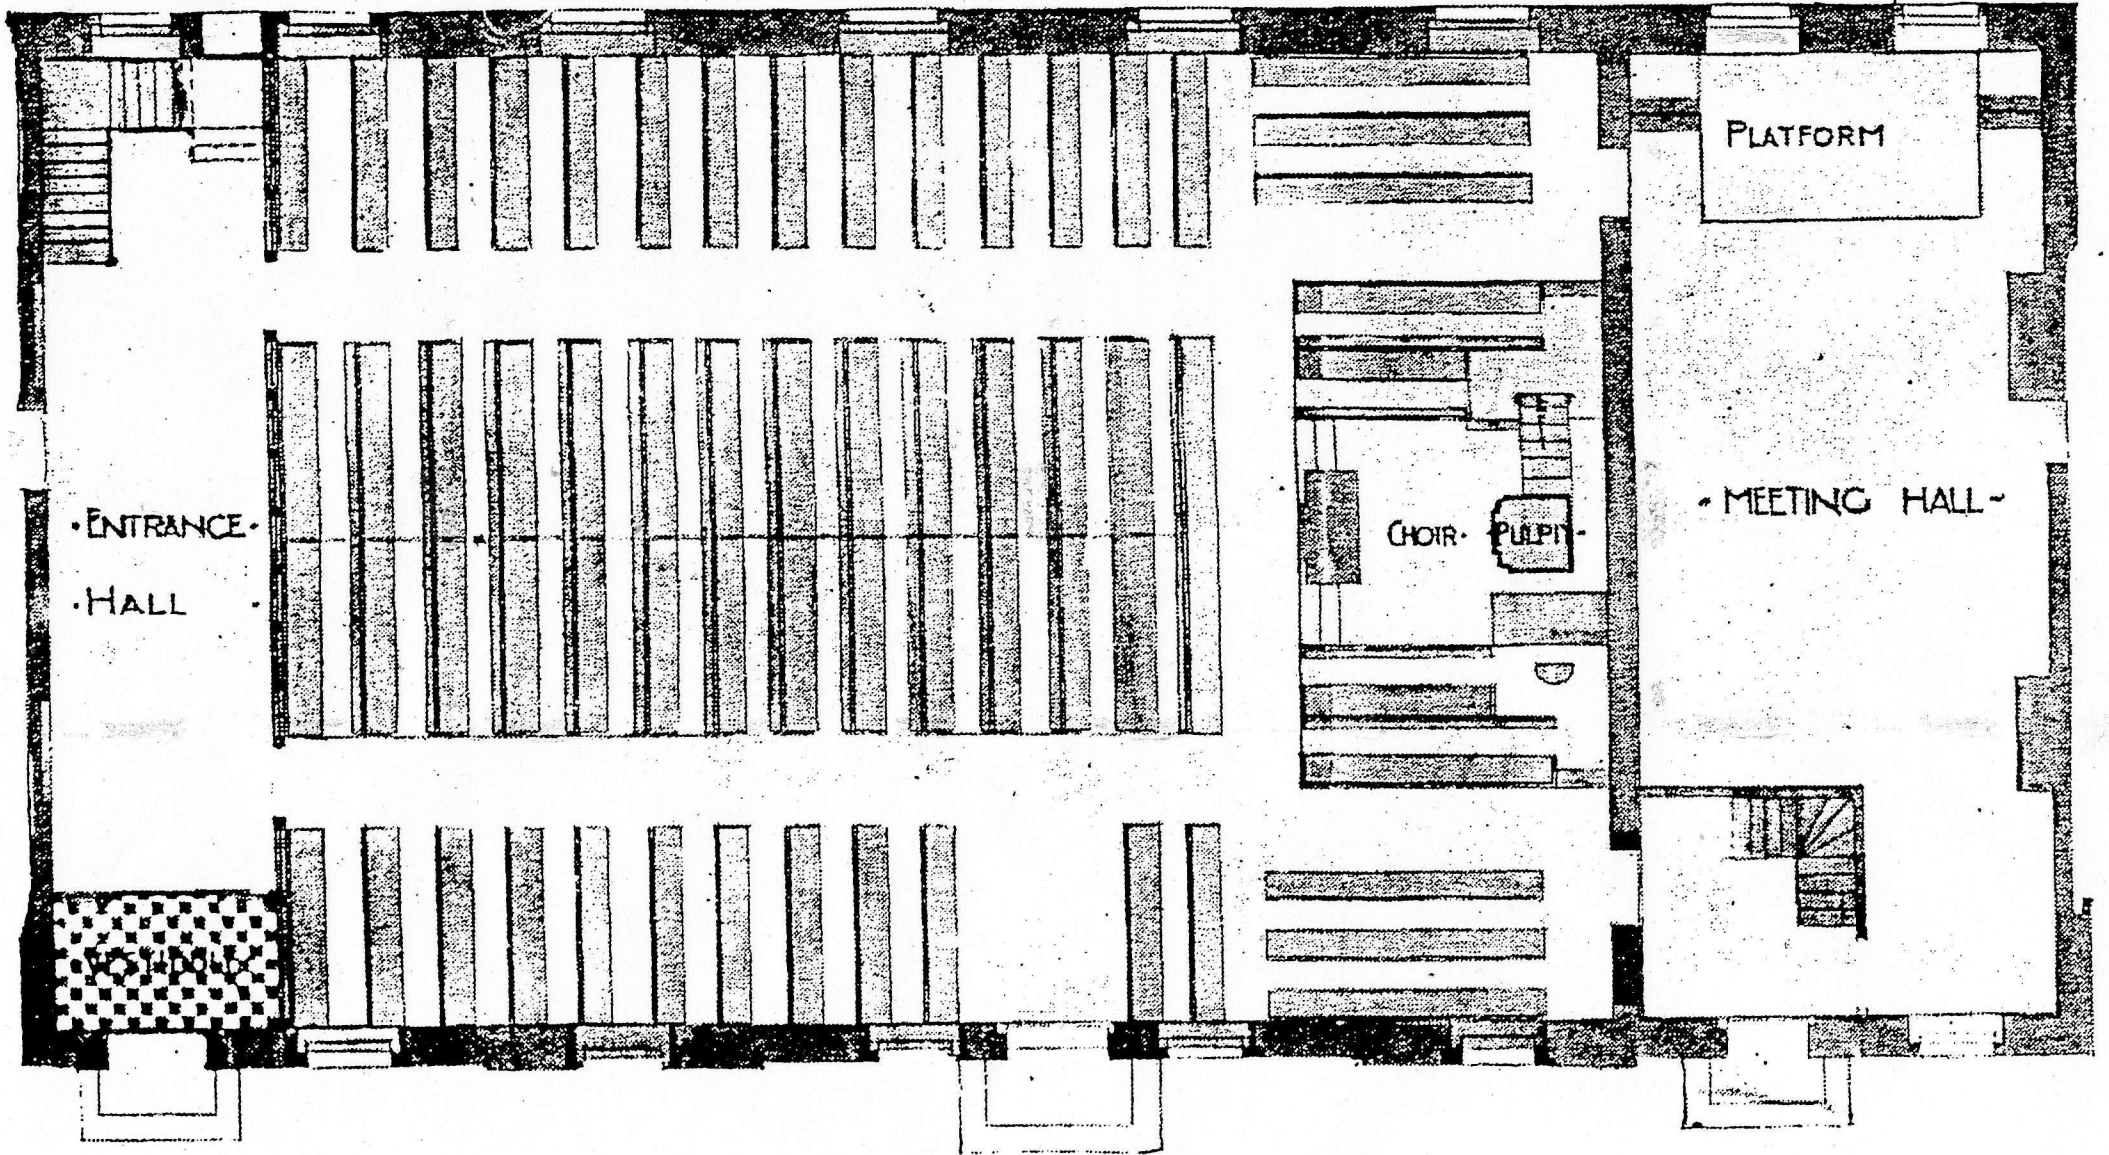 PLATFORM
·ENTRANCE·
·HALL ·
CHOIR· ·PULPIT·
- MEETING HALL -